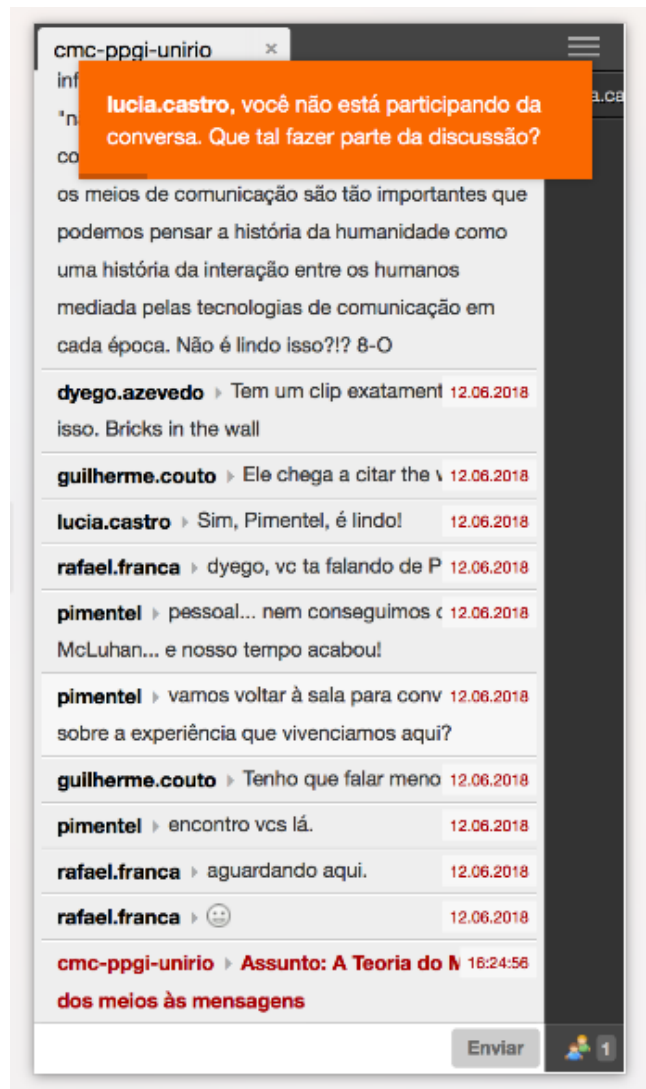 cmc-ppgi-unirio ×
inf
"n
a.ca
lucia.castro, você não está participando da
conversa. Que tal fazer parte da discussão?
co
os meios de comunicação são tão importantes que
podemos pensar a história da humanidade como
uma história da interação entre os humanos
mediada pelas tecnologias de comunicação em
cada época. Não é lindo isso?!? 8-O
dyego.azevedo Tem um clip exatament 12.06.2018
isso. Bricks in the wall
guilherme.couto Ele chega a citar the 12.06.2018
lucia.castro Sim, Pimentel, é lindo! 12.06.2018
rafael.franca dyego, vc ta falando de P 12.06.2018
pimentel pessoal... nem conseguimos 12.06.2018
McLuhan... e nosso tempo acabou!
pimentel vamos voltar à sala para conv 12.06.2018
sobre a experiência que vivenciamos aqui?
guilherme.couto Tenho que falar meno 12.06.2018
pimentel encontro vcs lá. 12.06.2018
rafael.franca aguardando aqui. 12.06.2018
rafael.franca 12.06.2018
cmc-ppgi-unirio Assunto: A Teoria do 16:24:56
dos meios às mensagens
Enviar
1